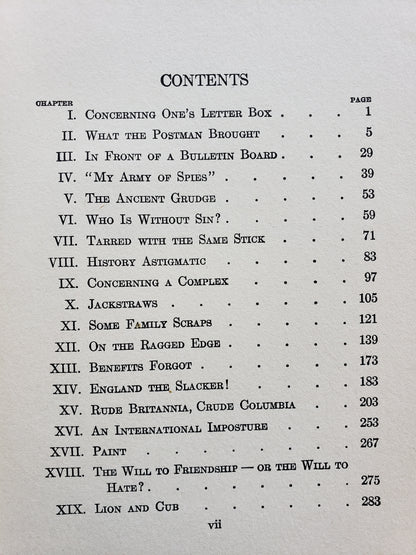 CONTENTS
CHAPTER PAGE
I. CONCERNING ONE'S LETTER BOX . . . 1
II. WHAT THE POSTMAN BROUGHT . . . . 5
III. IN FRONT OF A BULLETIN BOARD . . . 29
IV. "MY ARMY OF SPIES" . . . . . 39
V. THE ANCIENT GRUDGE . . . . . 53
VI. WHO IS WITHOUT SIN? . . . . . 59
VII. TARRED WITH THE SAME STICK . . . 71
VIII. HISTORY ASTIGMATIC . . . . . 83
IX. CONCERNING A COMPLEX . . . . 97
X. JACKSTRAWS . . . . . . . 105
XI. SOME FAMILY SCRAPS . . . . . 121
XII. ON THE RAGGED EDGE . . . . . 139
XIII. BENEFITS FORGOT . . . . . . 173
XIV. ENGLAND THE SLACKER! . . . . 183
XV. RUDE BRITANNIA, CRUDE COLUMBIA . . 203
XVI. AN INTERNATIONAL IMPOSTURE . . . 253
XVII. PAINT . . . . . . . . 267
XVIII. THE WILL TO FRIENDSHIP — OR THE WILL TO
HATE? . . . . . . . 275
XIX. LION AND CUB . . . . . . 283
vii